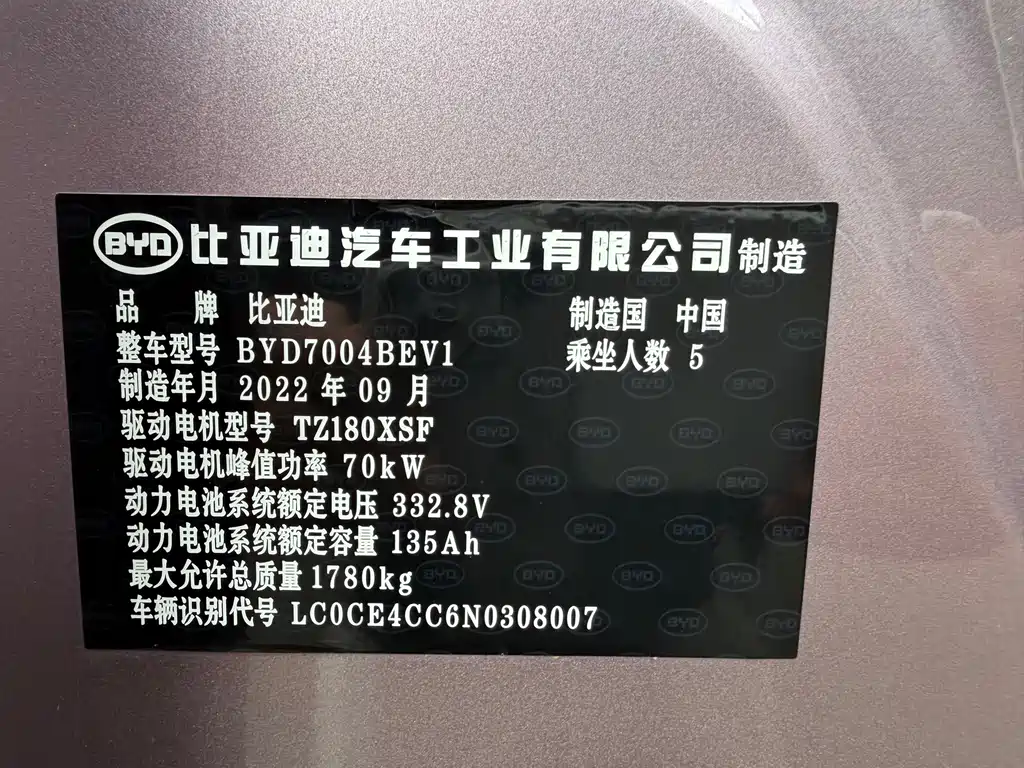 BYD 比亚迪汽车工业有限公司制造
品 牌 比亚迪 制造国 中国
整车型号 BYD7004BEV1 乘坐人数 5
制造年月 2022 年 09 月
驱动电机型号 TZ180XSF
驱动电机峰值功率 70kW
动力电池系统额定电压 332.8V
动力电池系统额定容量 135Ah
最大允许总质量 1780kg
车辆识别代号 LC0CE4CC6N0308007